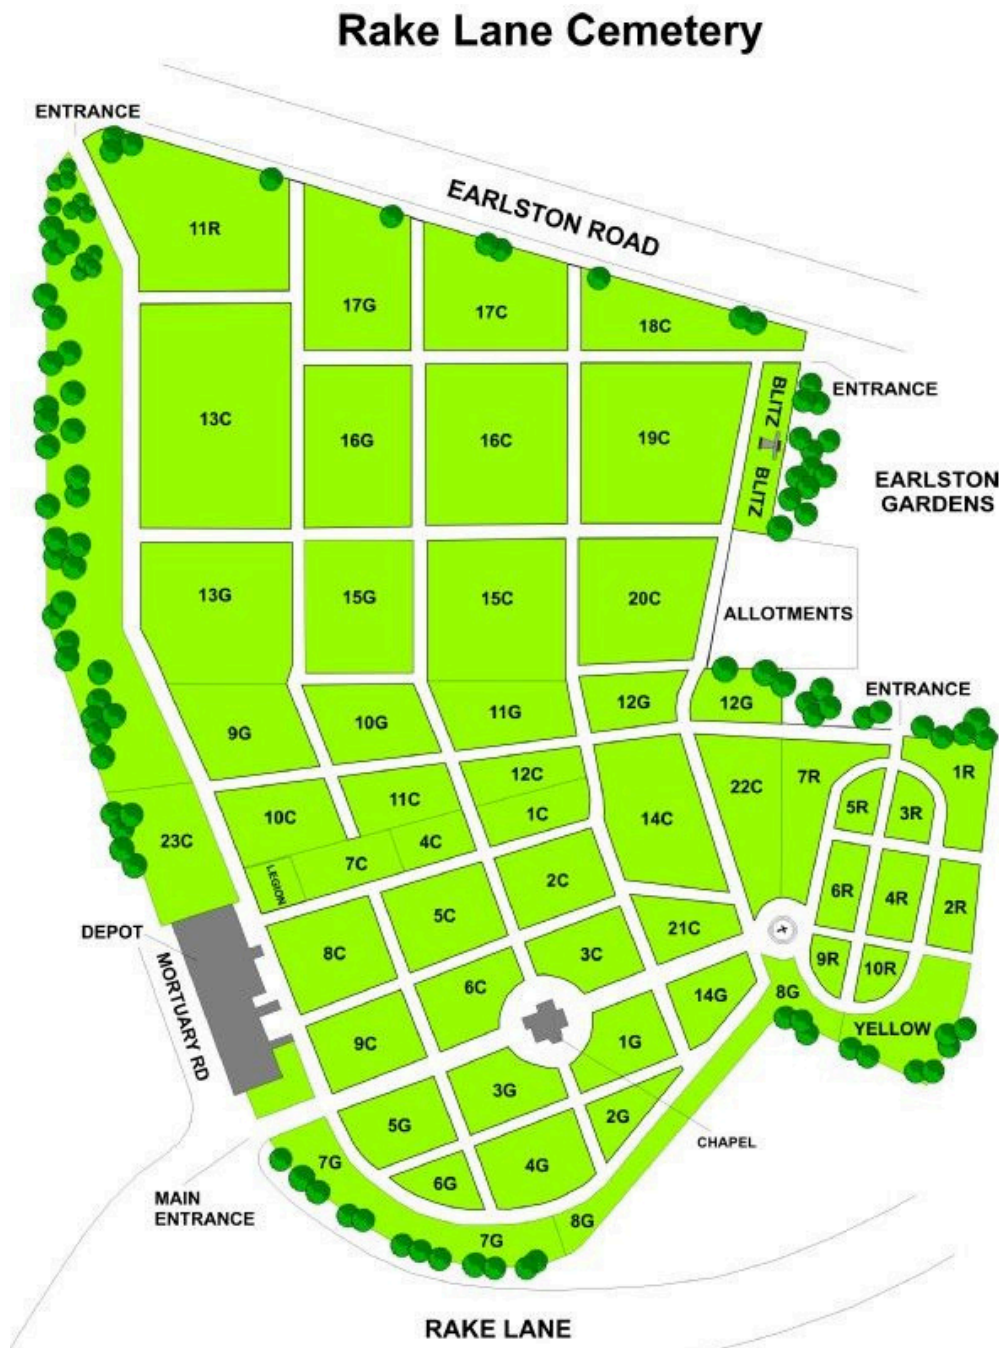 Rake Lane Cemetery
ENTRANCE
EARLSTON ROAD
11R
17G
17C
18C
ENTRANCE
BLITZ
BLITZ
13C
16G
16C
19C
EARLSTON
GARDENS
13G
15G
15C
20C
ALLOTMENTS
ENTRANCE
9G
10G
11G
12G
12G
1R
7R
22C
5R
3R
12C
11C
10C
1C
14C
23C
4C
7C
LEGION
2C
6R
4R
2R
5C
21C
DEPOT
8C
3C
9R
10R
MORTUARY RD
6C
14G
8G
YELLOW
9C
1G
3G
5G
2G
CHAPEL
7G
4G
6G
MAIN
ENTRANCE
8G
7G
RAKE LANE